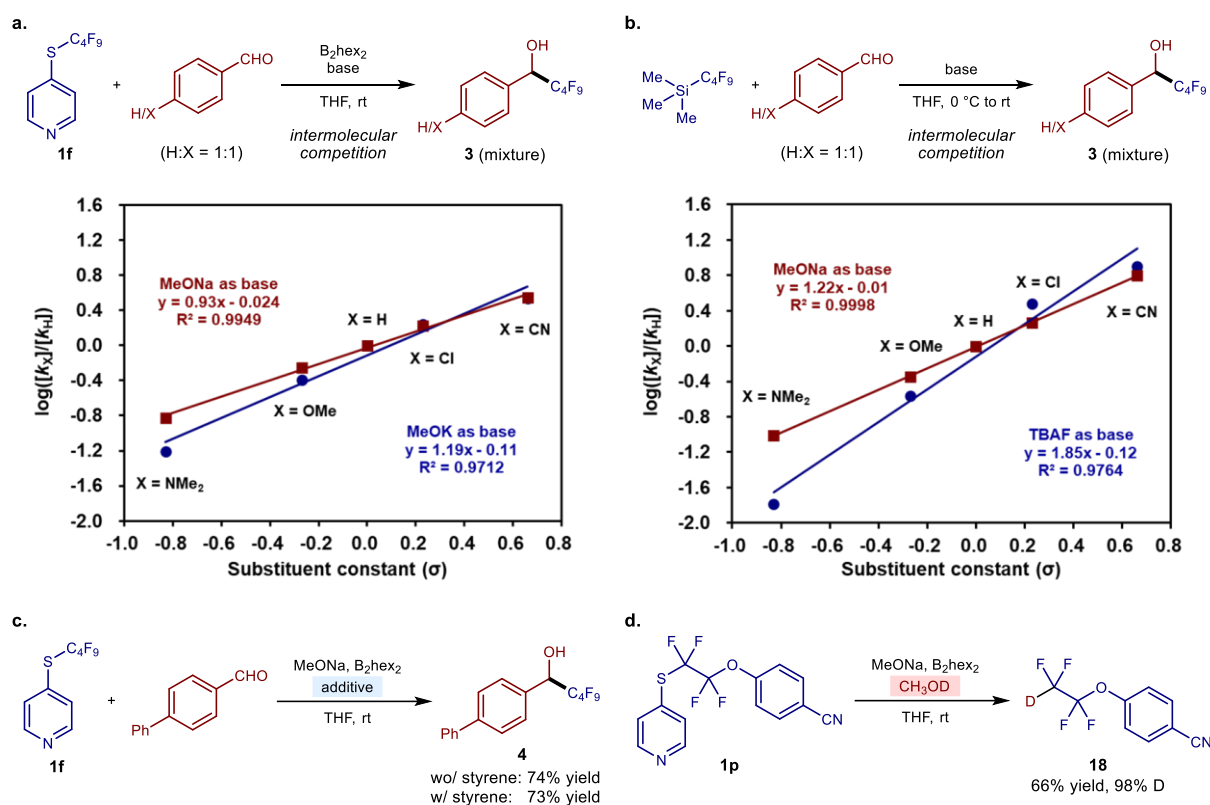 a.
S
C4F9
N
1f
+
CHO
H/X
(H:X = 1:1)
B2hex2
base
THF, rt
intermolecular
competition
OH
C4F9
H/X
3 (mixture)
b.
Me
Me
Si
Me
C4F9
+
CHO
H/X
(H:X = 1:1)
base
THF, 0 °C to rt
intermolecular
competition
OH
C4F9
H/X
3 (mixture)
log([kX]/[kH])
1.6
1.2
0.8
0.4
0.0
-0.4
-0.8
-1.2
-1.6
-2.0
MeONa as base
y = 0.93x - 0.024
R² = 0.9949
X = H
X = CN
X = Cl
X = OMe
X = NMe2
MeOK as base
y = 1.19x - 0.11
R² = 0.9712
-1.0 -0.8 -0.6 -0.4 -0.2 0.0 0.2 0.4 0.6 0.8
Substituent constant (σ)
log([kX]/[kH])
1.6
1.2
0.8
0.4
0.0
-0.4
-0.8
-1.2
-1.6
-2.0
MeONa as base
y = 1.22x - 0.01
R² = 0.9998
X = Cl
X = CN
X = H
X = OMe
X = NMe2
TBAF as base
y = 1.85x - 0.12
R² = 0.9764
-1.0 -0.8 -0.6 -0.4 -0.2 0.0 0.2 0.4 0.6 0.8
Substituent constant (σ)
c.
S
C4F9
N
1f
+
CHO
Ph
MeONa, B2hex2
additive
THF, rt
OH
C4F9
Ph
4
wo/ styrene: 74% yield
w/ styrene: 73% yield
d.
F F
S
O
F F
CN
N
1p
MeONa, B2hex2
CH3OD
THF, rt
F F
D
O
F F
CN
18
66% yield, 98% D